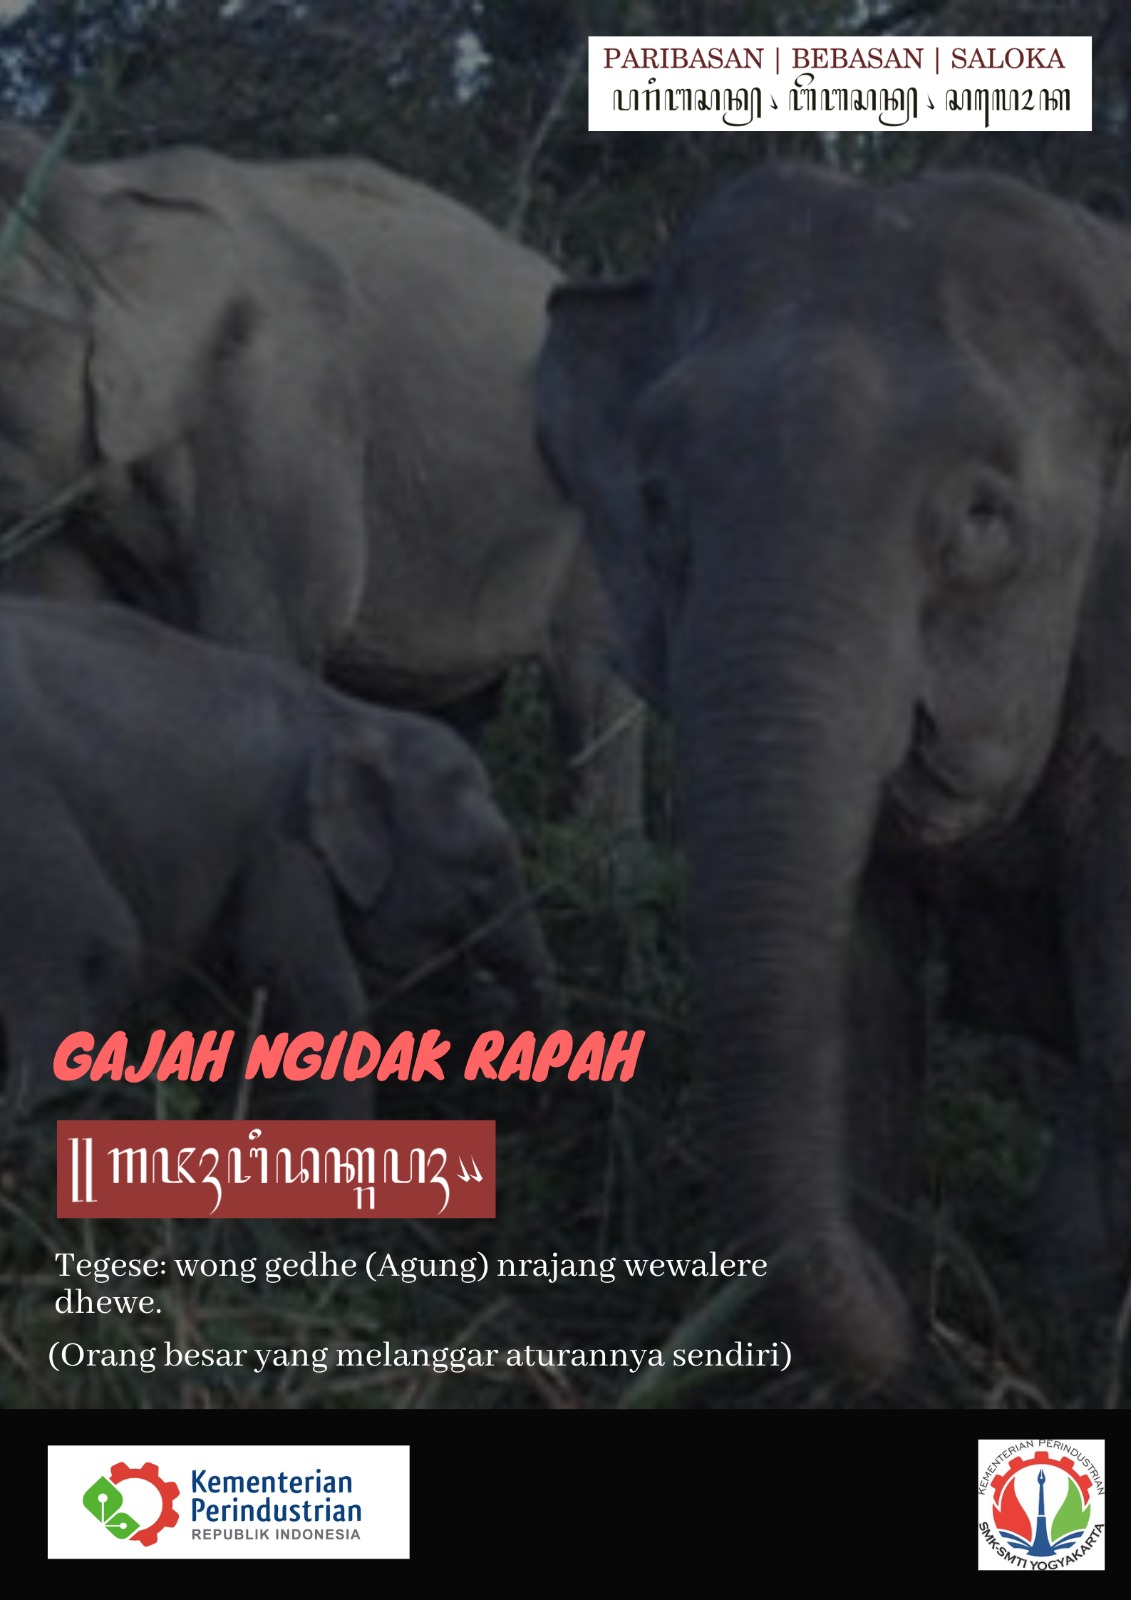 PARIBASAN | BEBASAN | SALOKA
ꦥꦫꦶꦧꦱꦤ꧀꧈ ꦧꦼꦧꦱꦤ꧀꧈ ꦱꦭꦺꦴꦏ
GAJAH NGIDAK RAPAH
꧋ꦒꦗꦃꦔꦶꦢꦏ꧀ꦫꦥꦃ꧉
Tegese: wong gedhe (Agung) nrajang wewalere
dhewe.
(Orang besar yang melanggar aturannya sendiri)
Kementerian
Perindustrian
REPUBLIK INDONESIA
KEMENTERIAN PERINDUSTRIAN
SMK-SMTI YOGYAKARTA